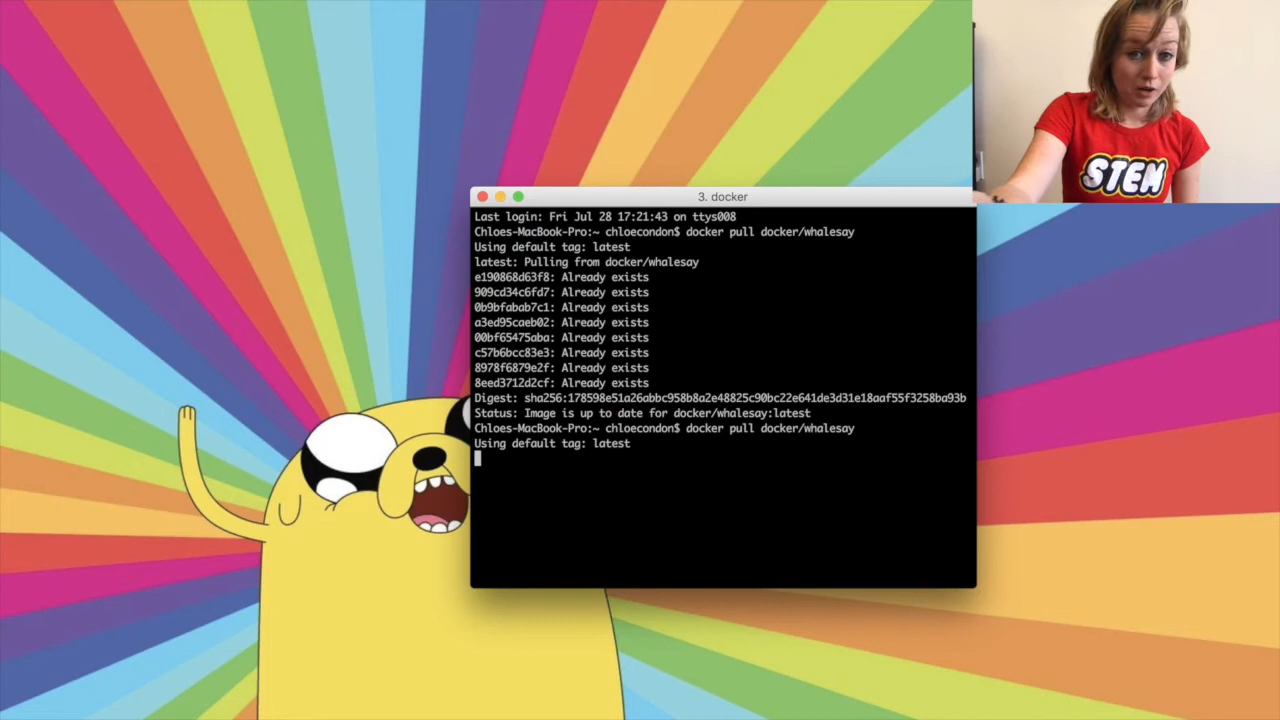 STEM
3. docker
Last login: Fri Jul 28 17:21:43 on ttys008
Chloes-MacBook-Pro:~ chloecondon$ docker pull docker/whalesay
Using default tag: latest
latest: Pulling from docker/whalesay
e190868d63f8: Already exists
909cd34c6fd7: Already exists
0b9bfabab7c1: Already exists
a3ed95caeb02: Already exists
00bf65475aba: Already exists
c57b6bcc83e3: Already exists
8978f6879e2f: Already exists
8eed3712d2cf: Already exists
Digest: sha256:178598e51a26abbc958b8a2e48825c90bc22e641de3d31e18aaf55f3258ba93b
Status: Image is up to date for docker/whalesay:latest
Chloes-MacBook-Pro:~ chloecondon$ docker pull docker/whalesay
Using default tag: latest